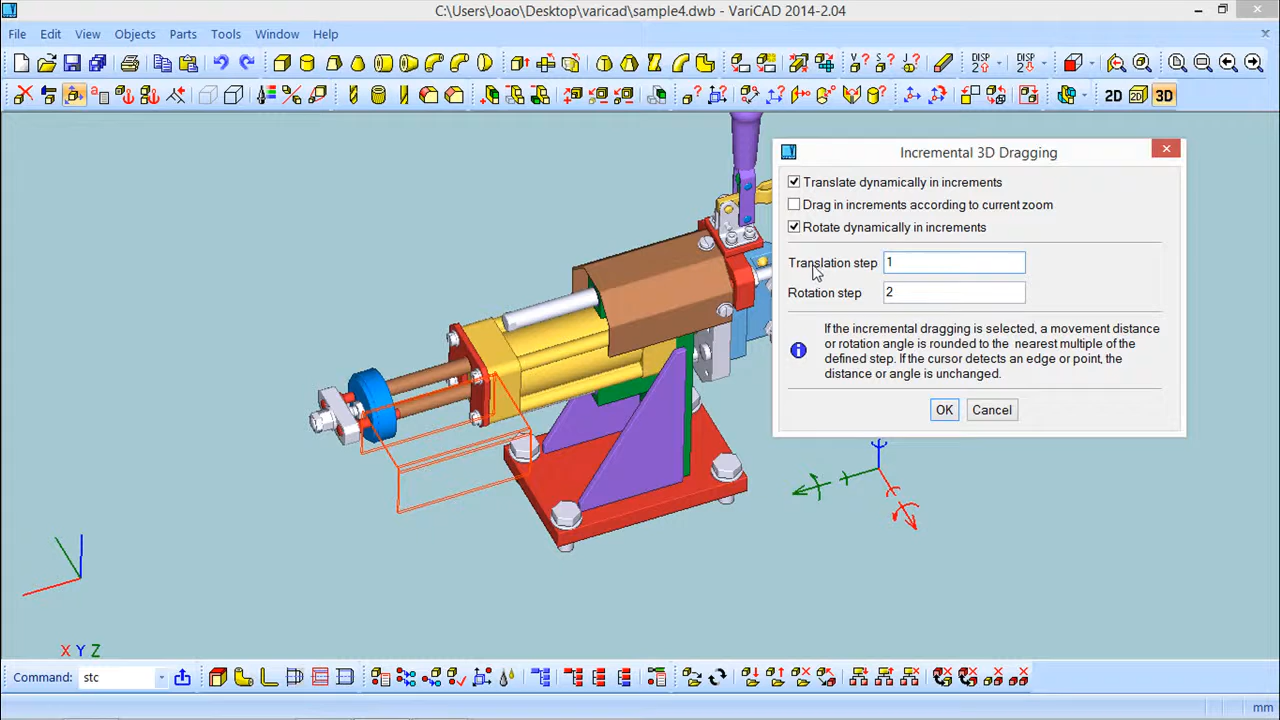 C:\Users\Joao\Desktop\varicad\sample4.dwb - VariCAD 2014-2.04
File Edit View Objects Parts Tools Window Help
DISP DISP
2D 2D 3D
Incremental 3D Dragging
Translate dynamically in increments
Drag in increments according to current zoom
Rotate dynamically in increments
Translation step 1
Rotation step 2
If the incremental dragging is selected, a movement distance
or rotation angle is rounded to the nearest multiple of the
defined step. If the cursor detects an edge or point, the
distance or angle is unchanged.
OK Cancel
X Y Z
Command: stc
mm